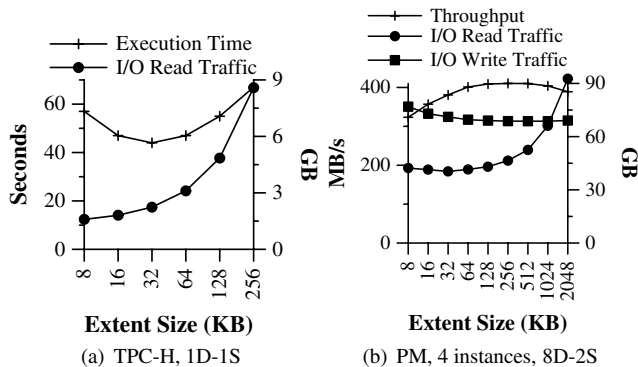 Execution Time
I/O Read Traffic
Seconds
60
40
20
0
9
6
3
0
GB
8
16
32
64
128
256
Extent Size (KB)
(a) TPC-H, 1D-1S
Throughput
I/O Read Traffic
I/O Write Traffic
MB/s
400
200
0
90
60
30
0
GB
8
16
32
64
128
256
512
1024
2048
Extent Size (KB)
(b) PM, 4 instances, 8D-2S